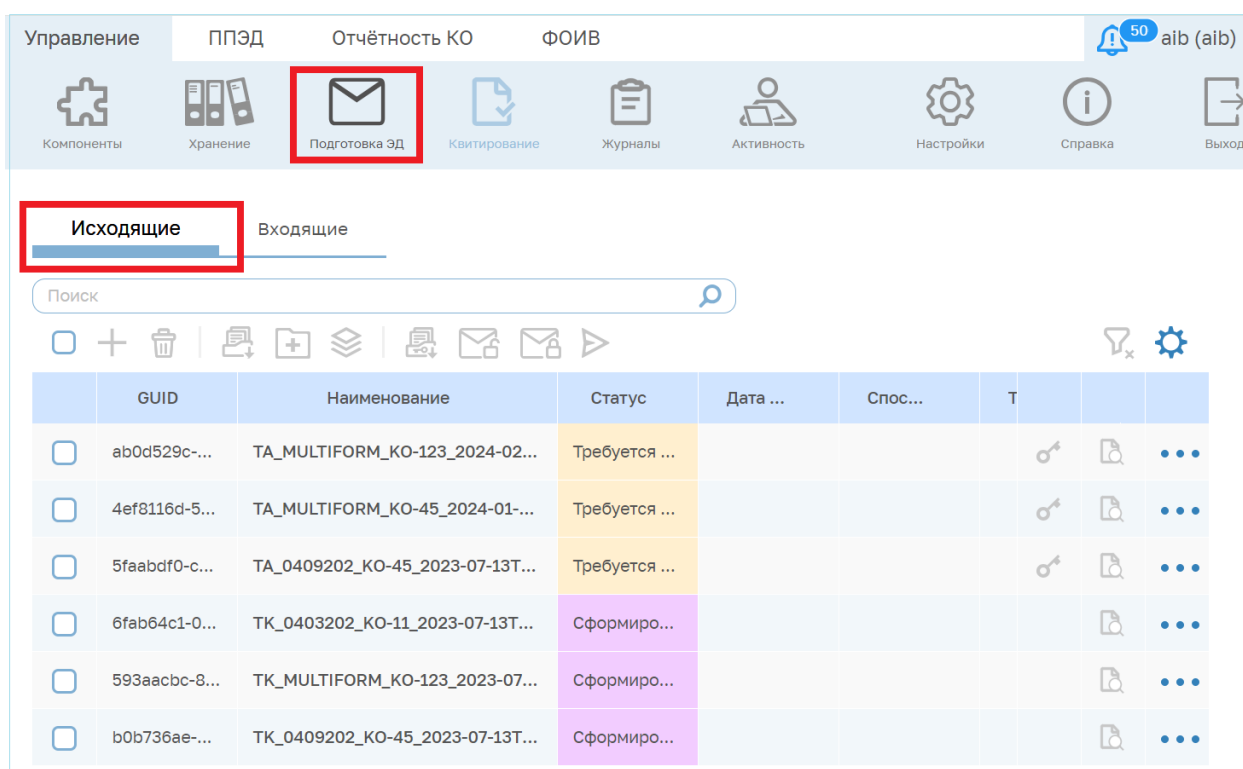 Управление ППЭД Отчётность КО ФОИВ 50 aib (aib)
Компоненты Хранение Подготовка ЭД Квитирование Журналы Активность Настройки Справка Выход
Исходящие Входящие
Поиск
GUID Наименование Статус Дата ... Спос... Т
ab0d529c-... TA_MULTIFORM_KO-123_2024-02... Требуется ...
4ef8116d-5... TA_MULTIFORM_KO-45_2024-01-... Требуется ...
5faabdf0-c... TA_0409202_KO-45_2023-07-13T... Требуется ...
6fab64c1-0... TK_0403202_KO-11_2023-07-13T... Сформиро...
593aacbc-8... TK_MULTIFORM_KO-123_2023-07... Сформиро...
b0b736ae-... TK_0409202_KO-45_2023-07-13T... Сформиро...